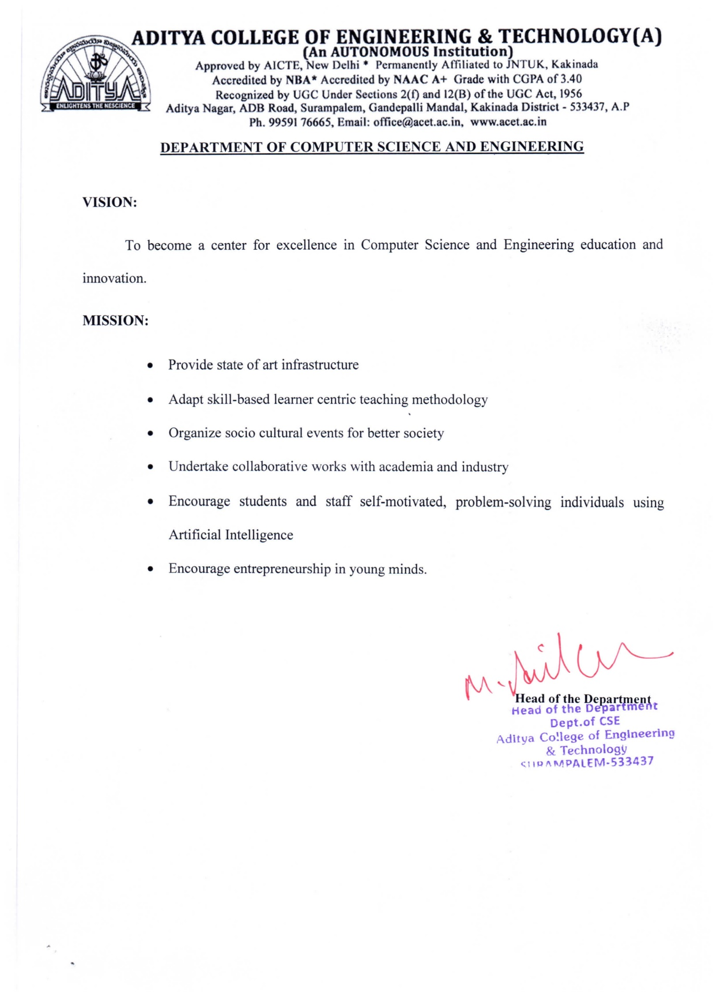 ADITYA COLLEGE OF ENGINEERING & TECHNOLOGY(A)
(An AUTONOMOUS Institution)
Approved by AICTE, New Delhi * Permanently Affiliated to JNTUK, Kakinada
Accredited by NBA* Accredited by NAAC A+ Grade with CGPA of 3.40
Recognized by UGC Under Sections 2(f) and 12(B) of the UGC Act, 1956
Aditya Nagar, ADB Road, Surampalem, Gandepalli Mandal, Kakinada District - 533437, A.P
Ph. 99591 76665, Email: office@acet.ac.in, www.acet.ac.in
ADITYA
ENLIGHTENS THE NESCIENCE
DEPARTMENT OF COMPUTER SCIENCE AND ENGINEERING
VISION:
To become a center for excellence in Computer Science and Engineering education and
innovation.
MISSION:
• Provide state of art infrastructure
• Adapt skill-based learner centric teaching methodology
• Organize socio cultural events for better society
• Undertake collaborative works with academia and industry
• Encourage students and staff self-motivated, problem-solving individuals using
Artificial Intelligence
• Encourage entrepreneurship in young minds.
Head of the Department
Head of the Department
Dept.of CSE
Aditya College of Engineering
& Technology
SURAMPALEM-533437